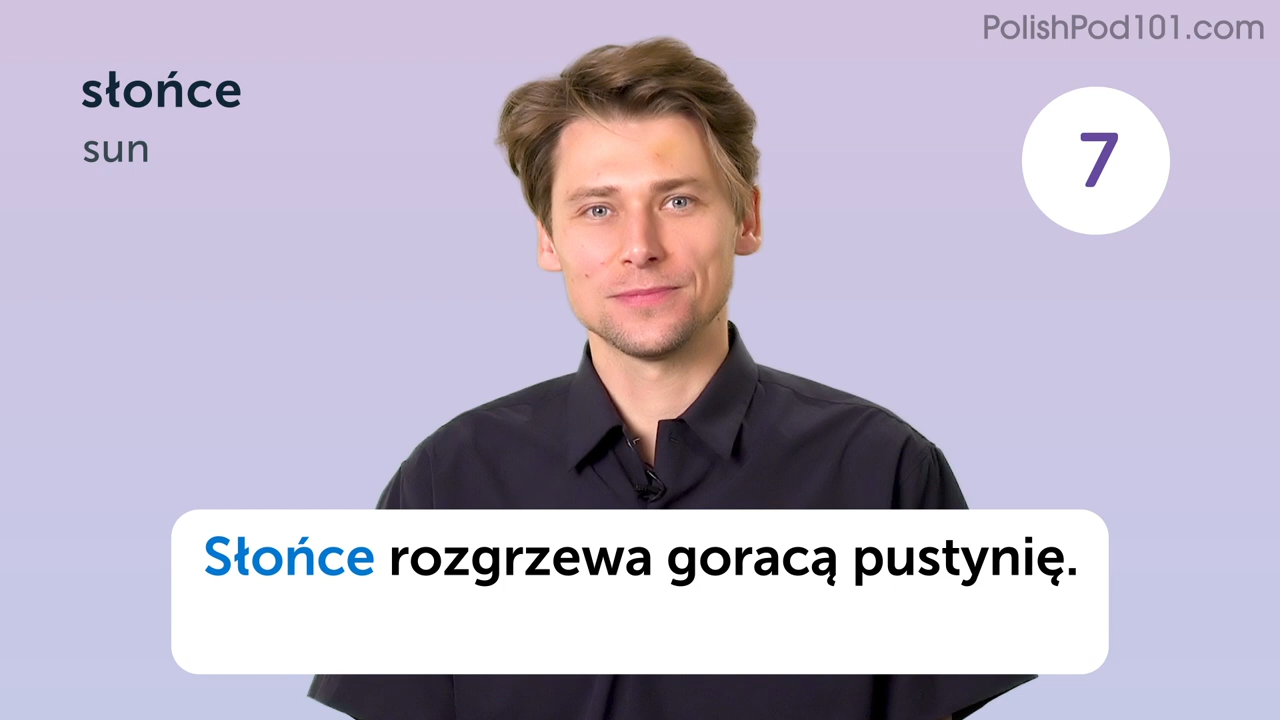 PolishPod101.com
słońce
sun
7
Słońce rozgrzewa goracą pustynię.